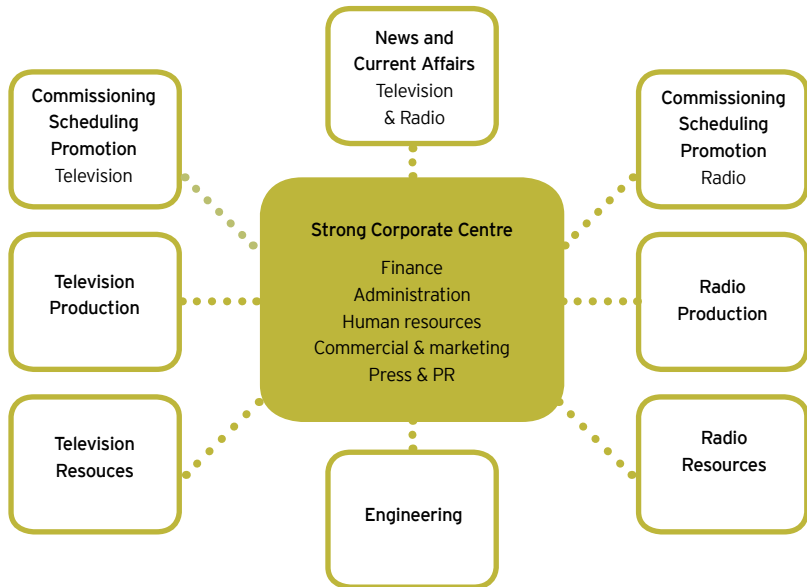 News and
Current Affairs
Television
& Radio
Commissioning
Scheduling
Promotion
Television
Commissioning
Scheduling
Promotion
Radio
Strong Corporate Centre
Finance
Administration
Human resources
Commercial & marketing
Press & PR
Television
Production
Radio
Production
Television
Resouces
Radio
Resources
Engineering